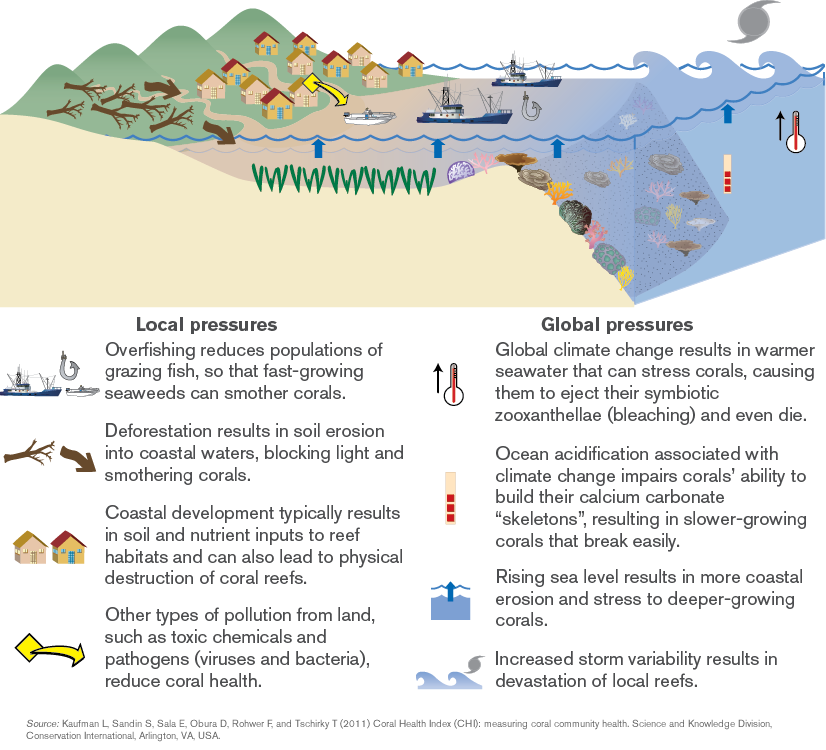 Local pressures
Overfishing reduces populations of
grazing fish, so that fast-growing
seaweeds can smother corals.
Deforestation results in soil erosion
into coastal waters, blocking light and
smothering corals.
Coastal development typically results
in soil and nutrient inputs to reef
habitats and can also lead to physical
destruction of coral reefs.
Other types of pollution from land,
such as toxic chemicals and
pathogens (viruses and bacteria),
reduce coral health.
Global pressures
Global climate change results in warmer
seawater that can stress corals, causing
them to eject their symbiotic
zooxanthellae (bleaching) and even die.
Ocean acidification associated with
climate change impairs corals’ ability to
build their calcium carbonate
“skeletons”, resulting in slower-growing
corals that break easily.
Rising sea level results in more coastal
erosion and stress to deeper-growing
corals.
Increased storm variability results in
devastation of local reefs.
Source: Kaufman L, Sandin S, Sala E, Obura D, Rohwer F, and Tschirky T (2011) Coral Health Index (CHI): measuring coral community health. Science and Knowledge Division,
Conservation International, Arlington, VA, USA.